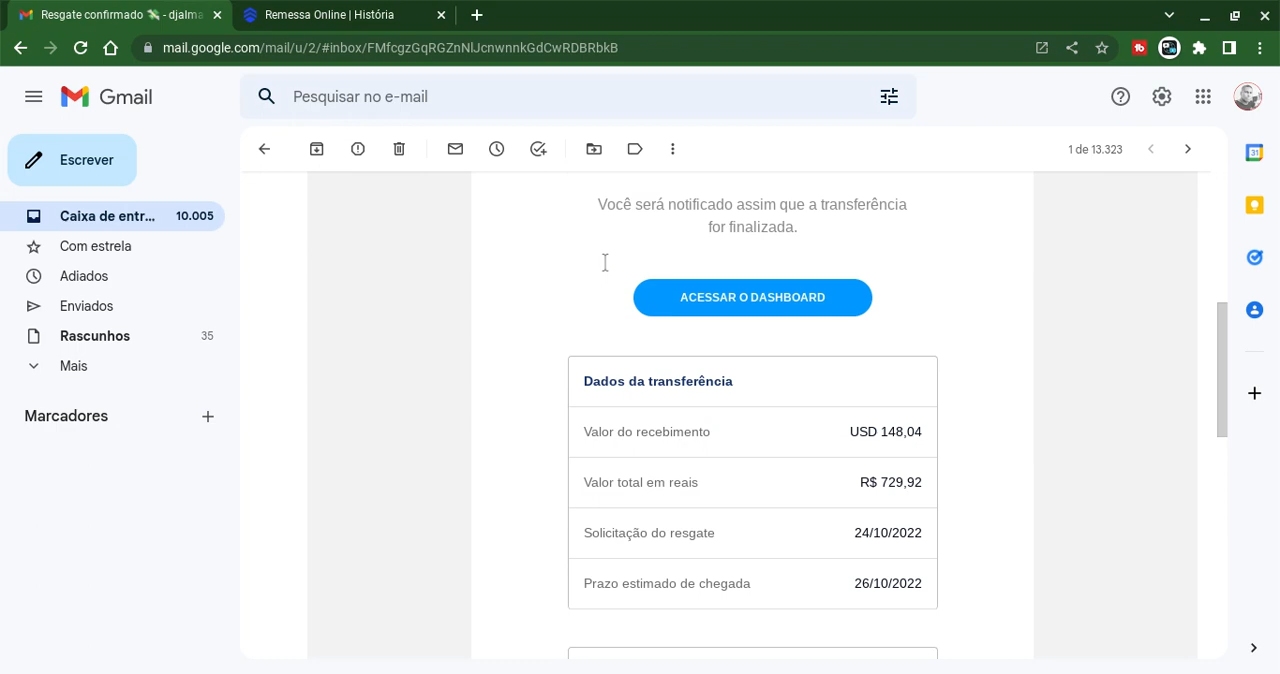 Resgate confirmado 💸 - djalma
Remessa Online | História
mail.google.com/mail/u/2/#inbox/FMfcgzGqRGZnNlJcnwnnkGdCwRDBRbkB
Gmail
Pesquisar no e-mail
Escrever
1 de 13.323
Caixa de entr... 10.005
Com estrela
Adiados
Enviados
Rascunhos 35
Mais
Marcadores
Você será notificado assim que a transferência
for finalizada.
ACESSAR O DASHBOARD
Dados da transferência
Valor do recebimento USD 148,04
Valor total em reais R$ 729,92
Solicitação do resgate 24/10/2022
Prazo estimado de chegada 26/10/2022
31